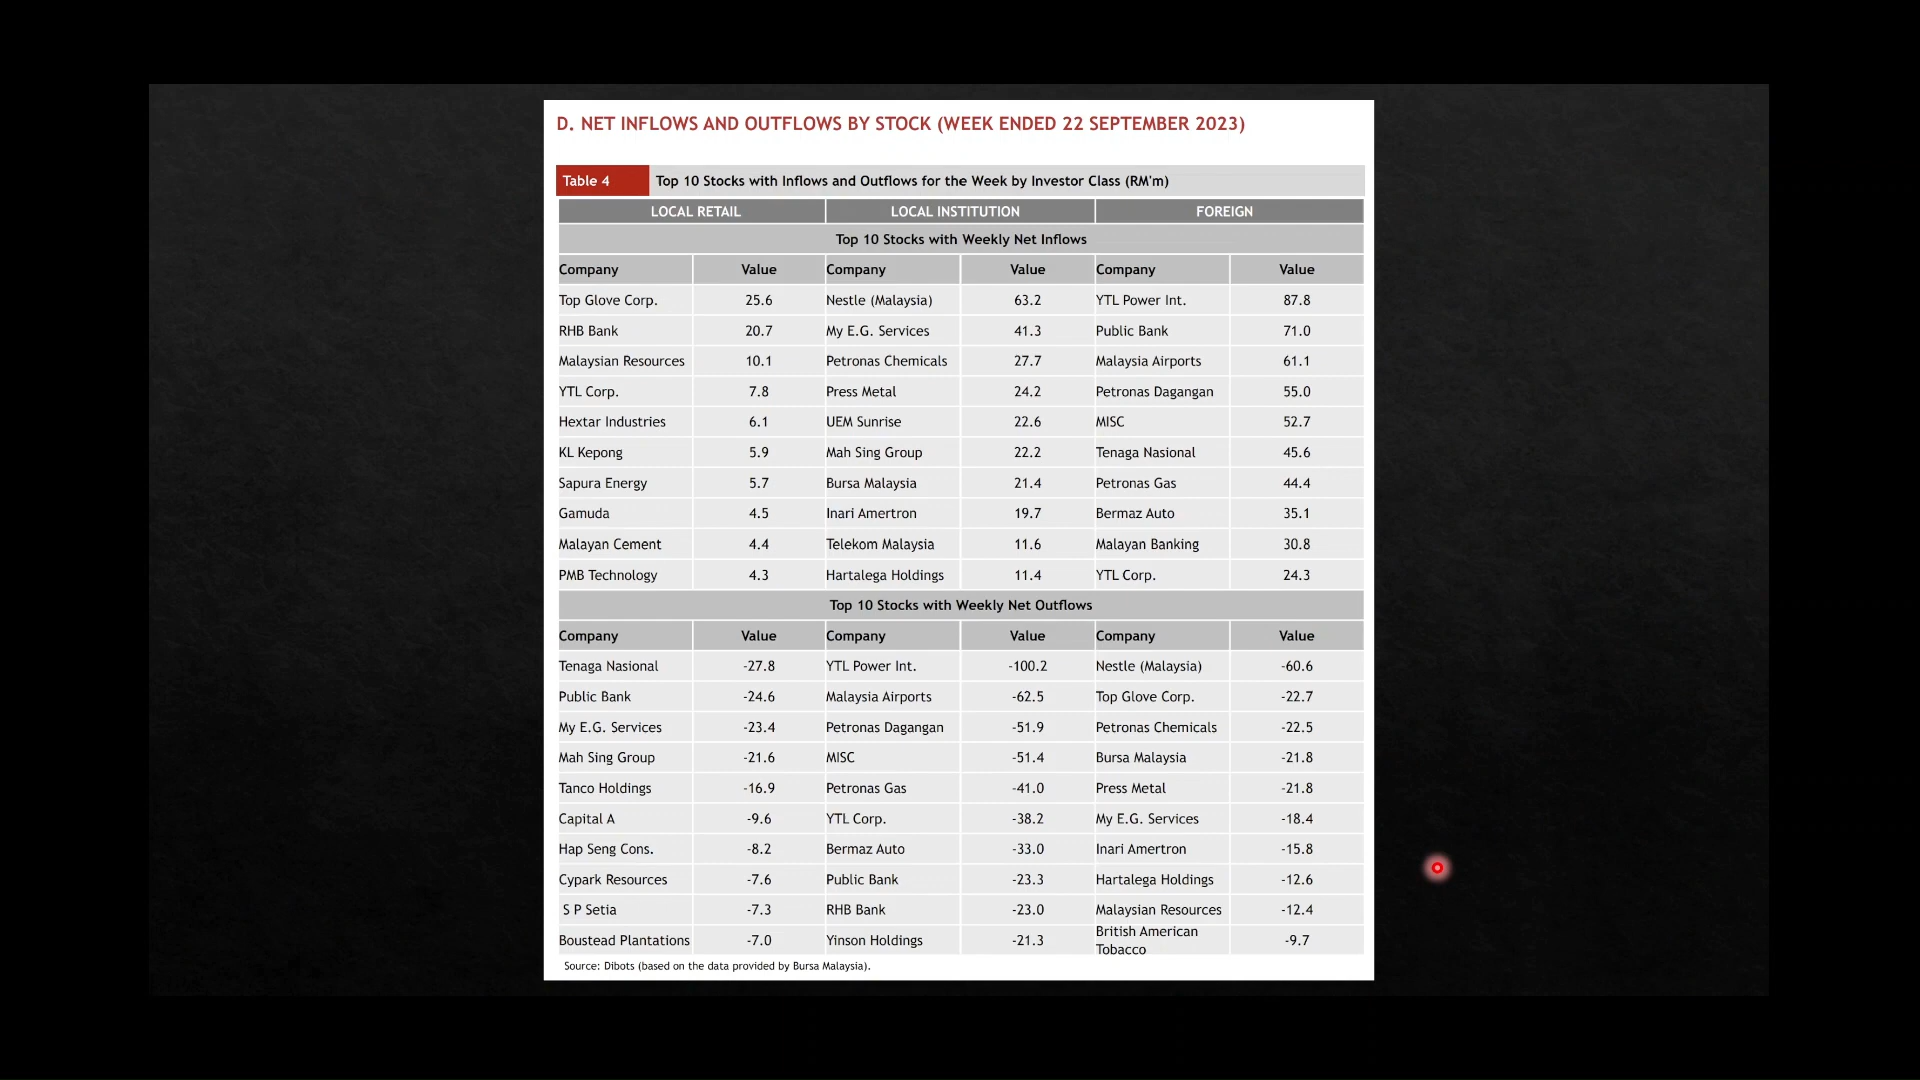 D. NET INFLOWS AND OUTFLOWS BY STOCK (WEEK ENDED 22 SEPTEMBER 2023)
Table 4 Top 10 Stocks with Inflows and Outflows for the Week by Investor Class (RM'm)
LOCAL RETAIL LOCAL INSTITUTION FOREIGN
Top 10 Stocks with Weekly Net Inflows
Company Value Company Value Company Value
Top Glove Corp. 25.6 Nestle (Malaysia) 63.2 YTL Power Int. 87.8
RHB Bank 20.7 My E.G. Services 41.3 Public Bank 71.0
Malaysian Resources 10.1 Petronas Chemicals 27.7 Malaysia Airports 61.1
YTL Corp. 7.8 Press Metal 24.2 Petronas Dagangan 55.0
Hextar Industries 6.1 UEM Sunrise 22.6 MISC 52.7
KL Kepong 5.9 Mah Sing Group 22.2 Tenaga Nasional 45.6
Sapura Energy 5.7 Bursa Malaysia 21.4 Petronas Gas 44.4
Gamuda 4.5 Inari Amertron 19.7 Bermaz Auto 35.1
Malayan Cement 4.4 Telekom Malaysia 11.6 Malayan Banking 30.8
PMB Technology 4.3 Hartalega Holdings 11.4 YTL Corp. 24.3
Top 10 Stocks with Weekly Net Outflows
Company Value Company Value Company Value
Tenaga Nasional -27.8 YTL Power Int. -100.2 Nestle (Malaysia) -60.6
Public Bank -24.6 Malaysia Airports -62.5 Top Glove Corp. -22.7
My E.G. Services -23.4 Petronas Dagangan -51.9 Petronas Chemicals -22.5
Mah Sing Group -21.6 MISC -51.4 Bursa Malaysia -21.8
Tanco Holdings -16.9 Petronas Gas -41.0 Press Metal -21.8
Capital A -9.6 YTL Corp. -38.2 My E.G. Services -18.4
Hap Seng Cons. -8.2 Bermaz Auto -33.0 Inari Amertron -15.8
Cypark Resources -7.6 Public Bank -23.3 Hartalega Holdings -12.6
S P Setia -7.3 RHB Bank -23.0 Malaysian Resources -12.4
Boustead Plantations -7.0 Yinson Holdings -21.3 British American Tobacco -9.7
Source: Dibots (based on the data provided by Bursa Malaysia).